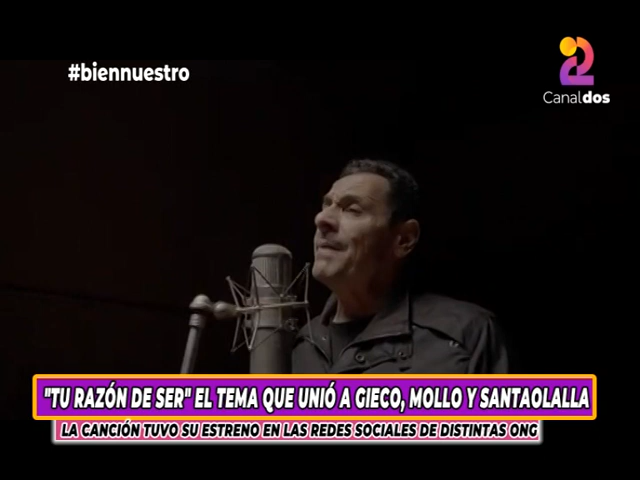 #biennuestro
2
Canaldos
"TU RAZÓN DE SER" EL TEMA QUE UNIÓ A GIECO, MOLLO Y SANTAOLALLA
LA CANCIÓN TUVO SU ESTRENO EN LAS REDES SOCIALES DE DISTINTAS ONG